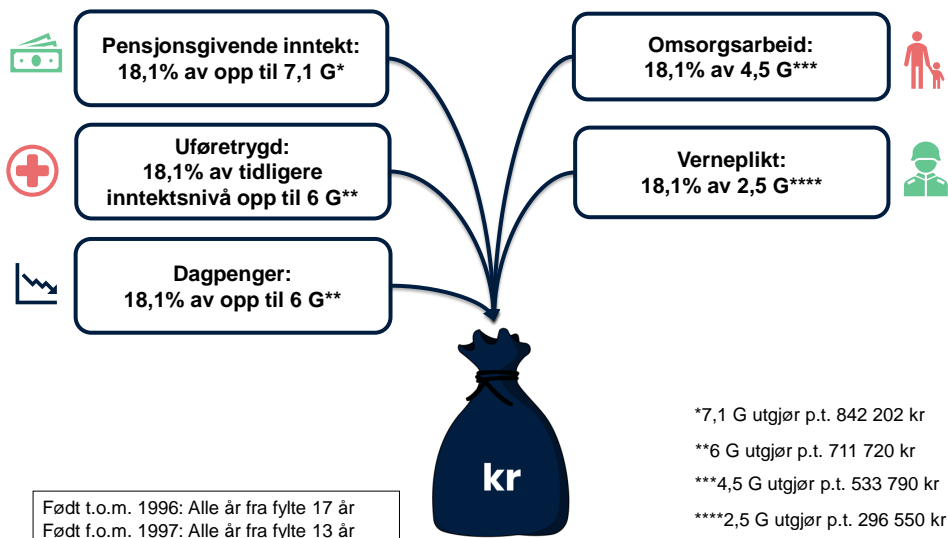 Pensjonsgivende inntekt:
18,1% av opp til 7,1 G*
Omsorgsarbeid:
18,1% av 4,5 G***
Uføretrygd:
18,1% av tidligere
inntektsnivå opp til 6 G**
Verneplikt:
18,1% av 2,5 G****
Dagpenger:
18,1% av opp til 6 G**
kr
*7,1 G utgjør p.t. 842 202 kr
**6 G utgjør p.t. 711 720 kr
***4,5 G utgjør p.t. 533 790 kr
****2,5 G utgjør p.t. 296 550 kr
Født t.o.m. 1996: Alle år fra fylte 17 år
Født f.o.m. 1997: Alle år fra fylte 13 år